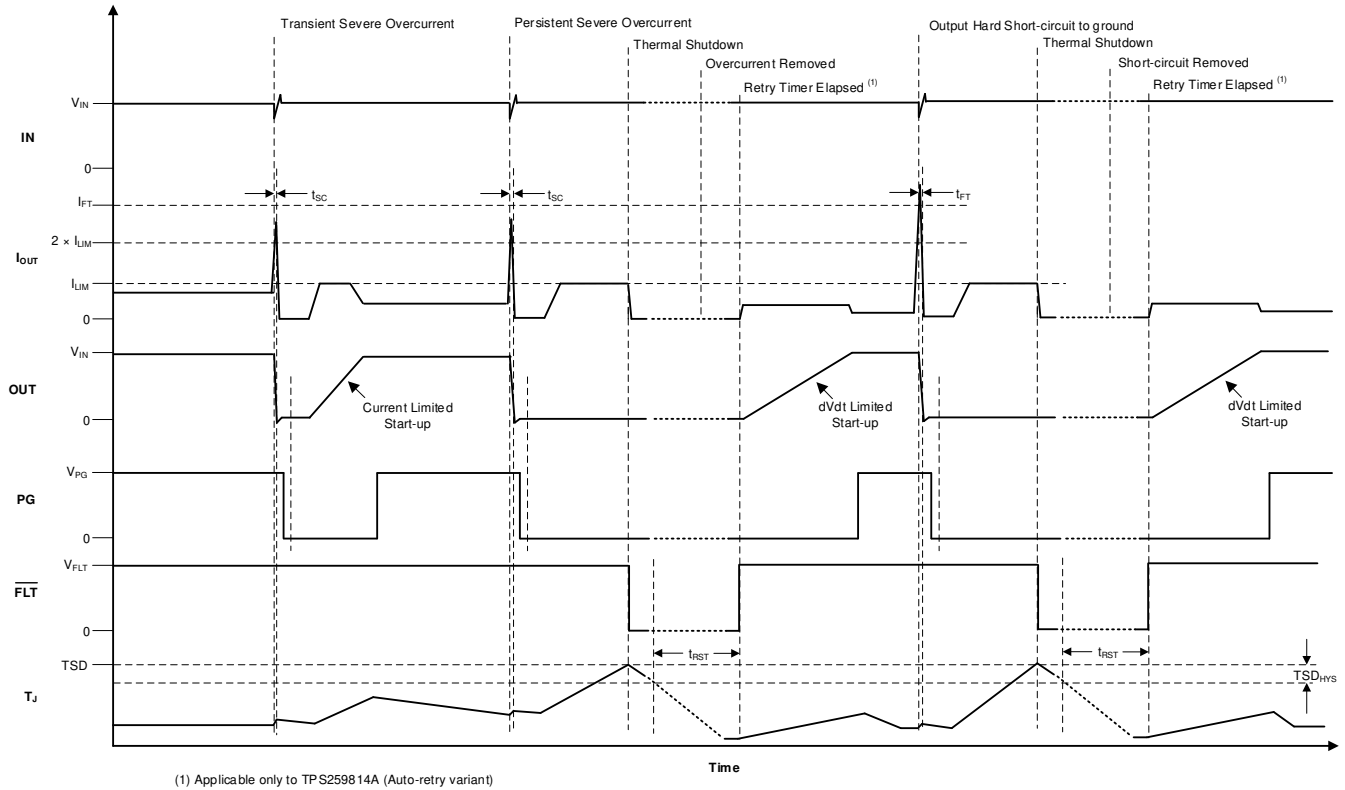 Transient Severe Overcurrent
Persistent Severe Overcurrent
Output Hard Short-circuit to ground
Thermal Shutdown
Thermal Shutdown
Overcurrent Removed
Short-circuit Removed
Retry Timer Elapsed (1)
Retry Timer Elapsed (1)
VIN
IN
0
tSC
tSC
tFT
IFT
2 × ILIM
IOUT
ILIM
0
VIN
OUT
Current Limited
Start-up
dVdt Limited
Start-up
dVdt Limited
Start-up
0
VPG
PG
0
VFLT
FLT
0
tRST
tRST
TSD
TSDHYS
TJ
Time
(1) Applicable only to TPS259814A (Auto-retry variant)